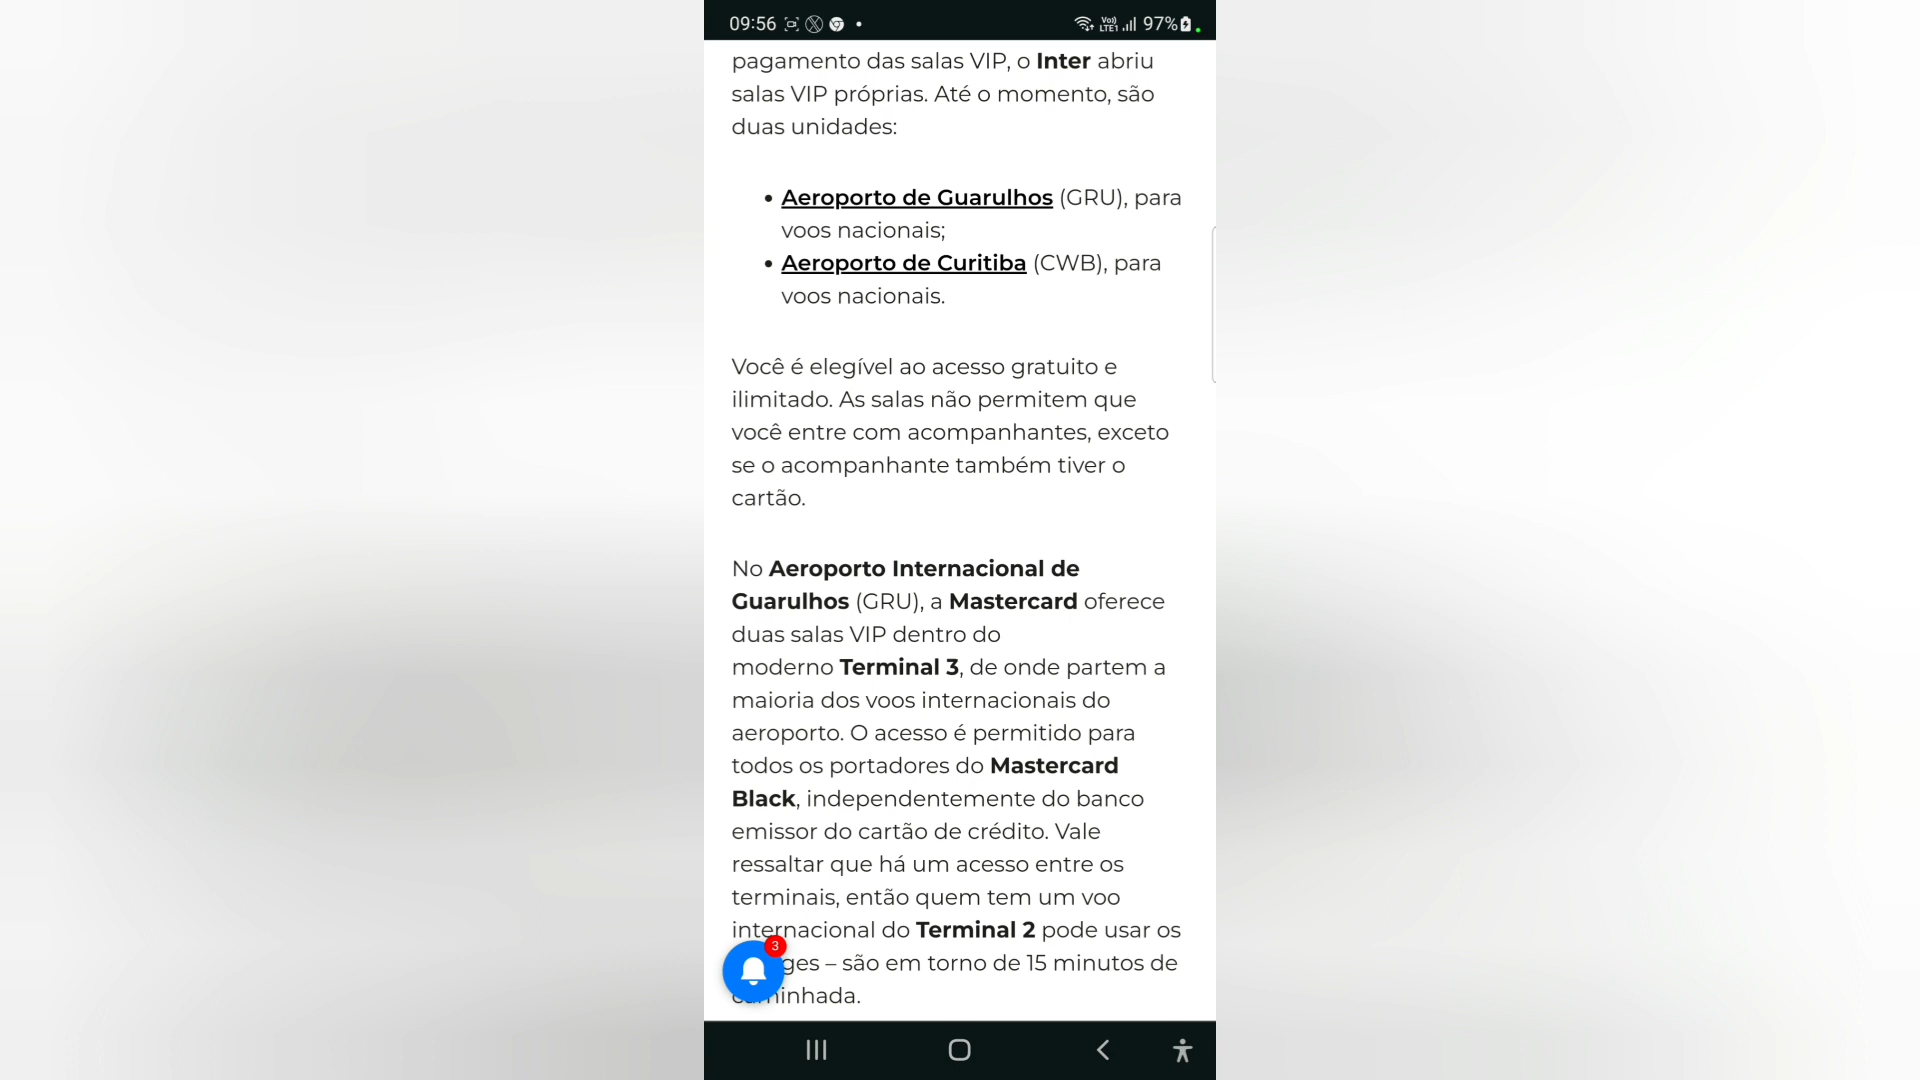 09:56
Vo)) LTE1 97%
pagamento das salas VIP, o Inter abriu
salas VIP próprias. Até o momento, são
duas unidades:
• Aeroporto de Guarulhos (GRU), para
voos nacionais;
• Aeroporto de Curitiba (CWB), para
voos nacionais.
Você é elegível ao acesso gratuito e
ilimitado. As salas não permitem que
você entre com acompanhantes, exceto
se o acompanhante também tiver o
cartão.
No Aeroporto Internacional de
Guarulhos (GRU), a Mastercard oferece
duas salas VIP dentro do
moderno Terminal 3, de onde partem a
maioria dos voos internacionais do
aeroporto. O acesso é permitido para
todos os portadores do Mastercard
Black, independentemente do banco
emissor do cartão de crédito. Vale
ressaltar que há um acesso entre os
terminais, então quem tem um voo
internacional do Terminal 2 pode usar os
3
ges – são em torno de 15 minutos de
caminhada.